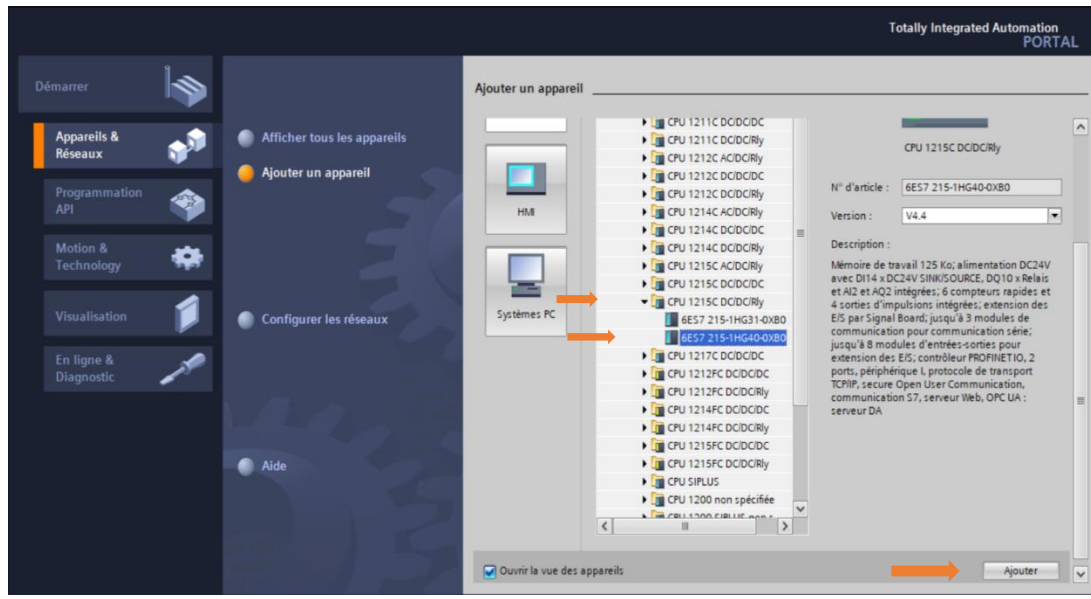 Totally Integrated Automation
PORTAL
Démarrer
Appareils &
Réseaux
Programmation
API
Motion &
Technology
Visualisation
En ligne &
Diagnostic
Afficher tous les appareils
Ajouter un appareil
Configurer les réseaux
Aide
Ajouter un appareil
HMI
Systèmes PC
CPU 1211C DC/DC/DC
CPU 1211C DC/DC/Rly
CPU 1212C AC/DC/Rly
CPU 1212C DC/DC/DC
CPU 1212C DC/DC/Rly
CPU 1214C AC/DC/Rly
CPU 1214C DC/DC/DC
CPU 1214C DC/DC/Rly
CPU 1215C AC/DC/Rly
CPU 1215C DC/DC/DC
CPU 1215C DC/DC/Rly
6ES7 215-1HG31-0XB0
6ES7 215-1HG40-0XB0
CPU 1217C DC/DC/DC
CPU 1212FC DC/DC/DC
CPU 1212FC DC/DC/Rly
CPU 1214FC DC/DC/DC
CPU 1214FC DC/DC/Rly
CPU 1215FC DC/DC/DC
CPU 1215FC DC/DC/Rly
CPU SIPLUS
CPU 1200 non spécifiée
CPU 1200 SIPLUS non
CPU 1215C DC/DC/Rly
N° d'article : 6ES7 215-1HG40-0XB0
Version : V4.4
Description :
Mémoire de travail 125 Ko; alimentation DC24V
avec DI14 x DC24V SINK/SOURCE, DQ10 x Relais
et AI2 et AQ2 intégrées; 6 compteurs rapides et
4 sorties d'impulsions intégrées; extension des
E/S par Signal Board; jusqu'à 3 modules de
communication pour communication série;
jusqu'à 8 modules d'entrées-sorties pour
extension des E/S; contrôleur PROFINET IO, 2
ports, périphérique I, protocole de transport
TCP/IP, secure Open User Communication,
communication S7, serveur Web, OPC UA :
serveur DA
Ouvrir la vue des appareils
Ajouter